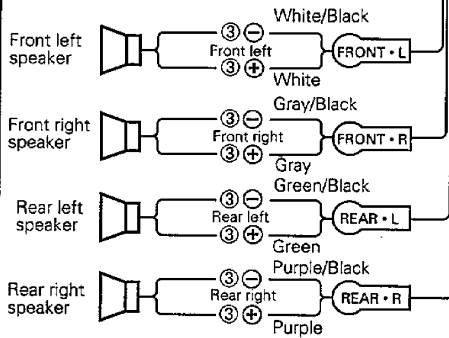 White/Black
Front left
speaker
③ ⊖
Front left
③ ⊕
FRONT • L
White
Gray/Black
Front right
speaker
③ ⊖
Front right
③ ⊕
FRONT • R
Gray
Green/Black
Rear left
speaker
③ ⊖
Rear left
③ ⊕
REAR • L
Green
Purple/Black
Rear right
speaker
③ ⊖
Rear right
③ ⊕
REAR • R
Purple